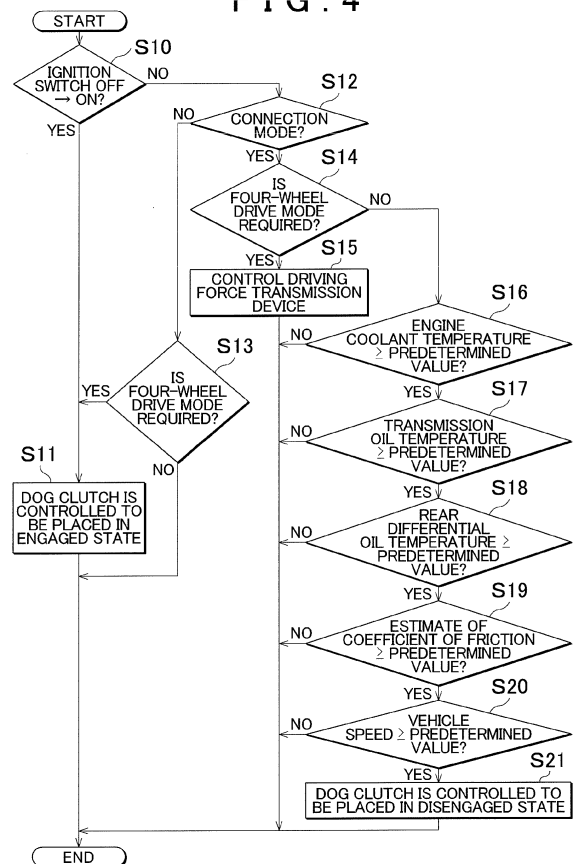 FIG. 4
START
S10
IGNITION
SWITCH OFF
→ ON?
NO
YES
S12
CONNECTION
MODE?
NO
YES
S14
IS
FOUR-WHEEL
DRIVE MODE
REQUIRED?
NO
YES
S15
CONTROL DRIVING
FORCE TRANSMISSION
DEVICE
S16
ENGINE
COOLANT TEMPERATURE
≥ PREDETERMINED
VALUE?
NO
YES
S13
IS
FOUR-WHEEL
DRIVE MODE
REQUIRED?
YES
NO
S17
TRANSMISSION
OIL TEMPERATURE
≥ PREDETERMINED
VALUE?
NO
YES
S11
DOG CLUTCH IS
CONTROLLED TO
BE PLACED IN
ENGAGED STATE
S18
REAR
DIFFERENTIAL
OIL TEMPERATURE ≥
PREDETERMINED
VALUE?
NO
YES
S19
ESTIMATE OF
COEFFICIENT OF FRICTION
≥ PREDETERMINED
VALUE?
NO
YES
S20
VEHICLE
SPEED ≥ PREDETERMINED
VALUE?
NO
YES
S21
DOG CLUTCH IS CONTROLLED TO
BE PLACED IN DISENGAGED STATE
END